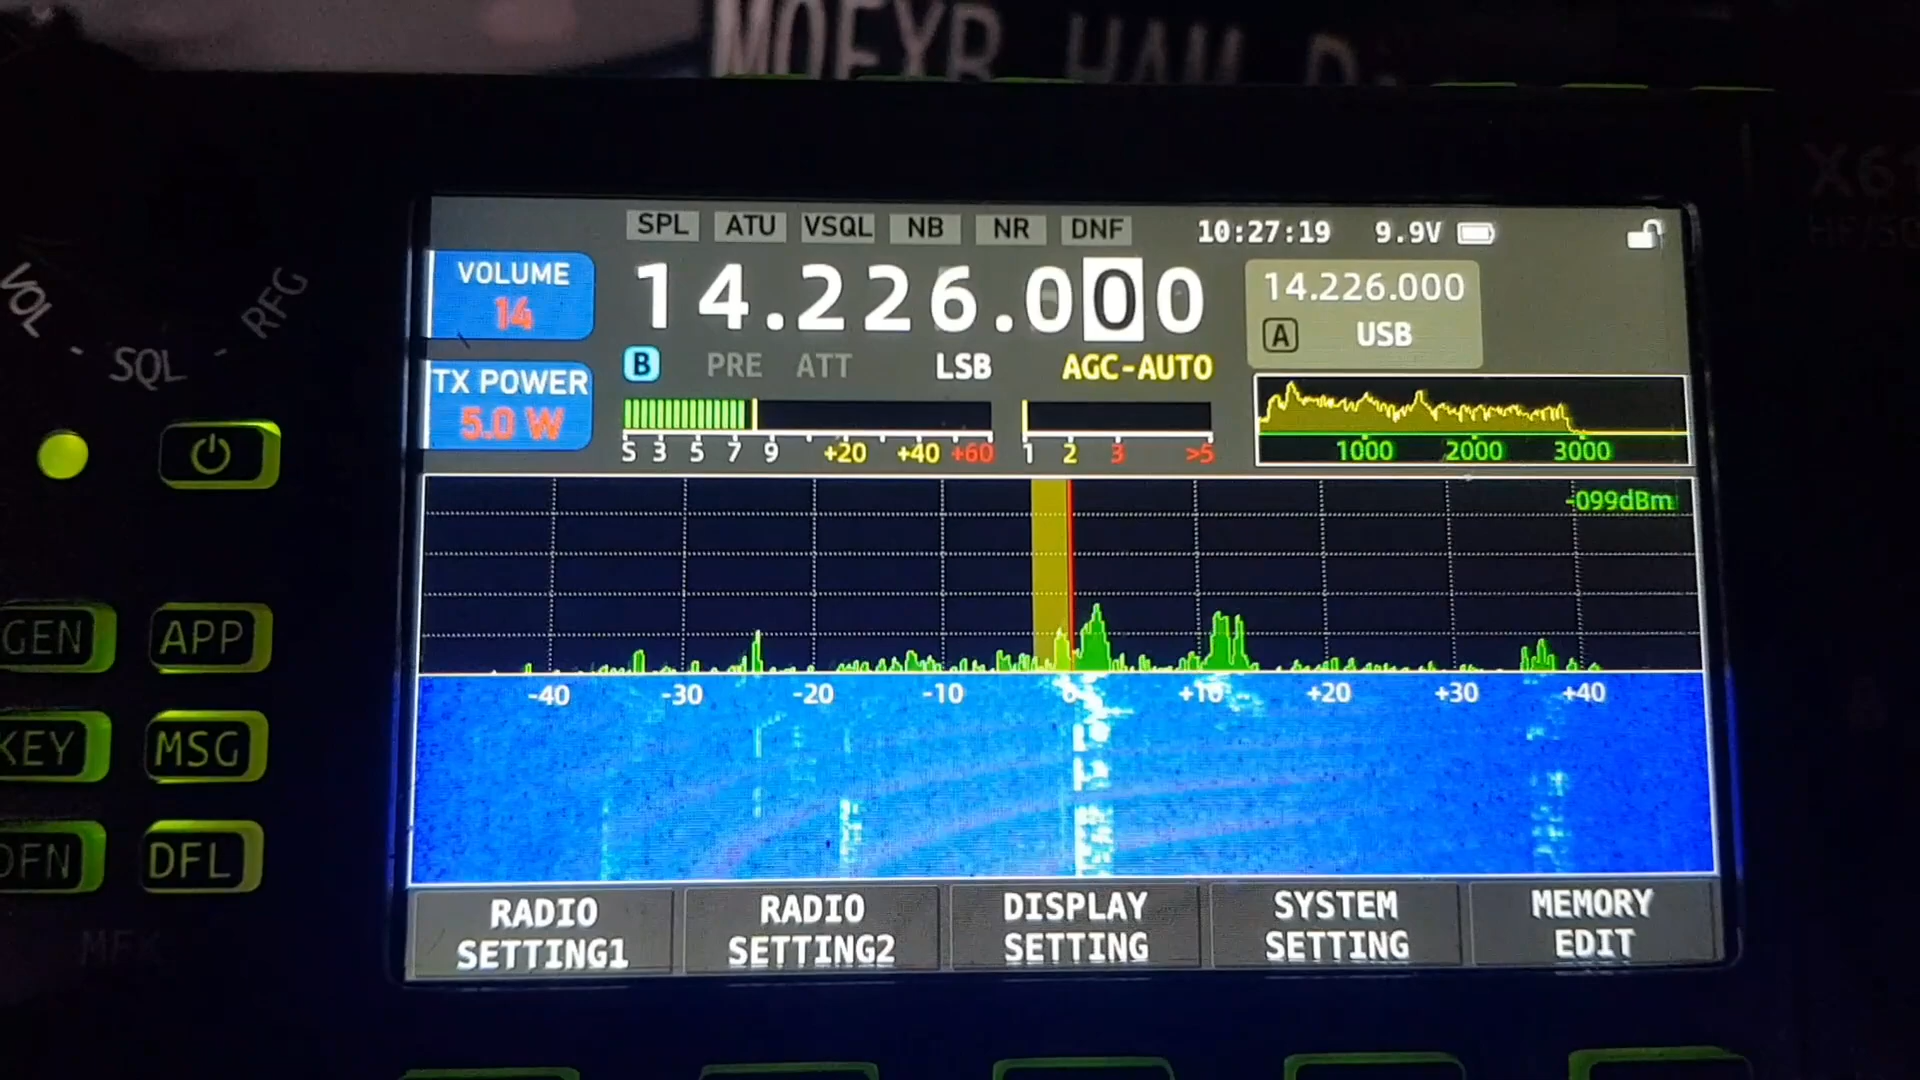 SPL ATU VSQL NB NR DNF 10:27:19 9.9V
VOLUME
14
14.226.000
14.226.000
A USB
B PRE ATT LSB AGC-AUTO
TX POWER
5.0 W
S 3 5 7 9 +20 +40 +60 1 2 3 >5
1000 2000 3000
-099dBm
-40 -30 -20 -10 0 +10 +20 +30 +40
RADIO SETTING1
RADIO SETTING2
DISPLAY SETTING
SYSTEM SETTING
MEMORY EDIT
VOL - SQL - RFG
GEN APP
KEY MSG
DFN DFL
MFK